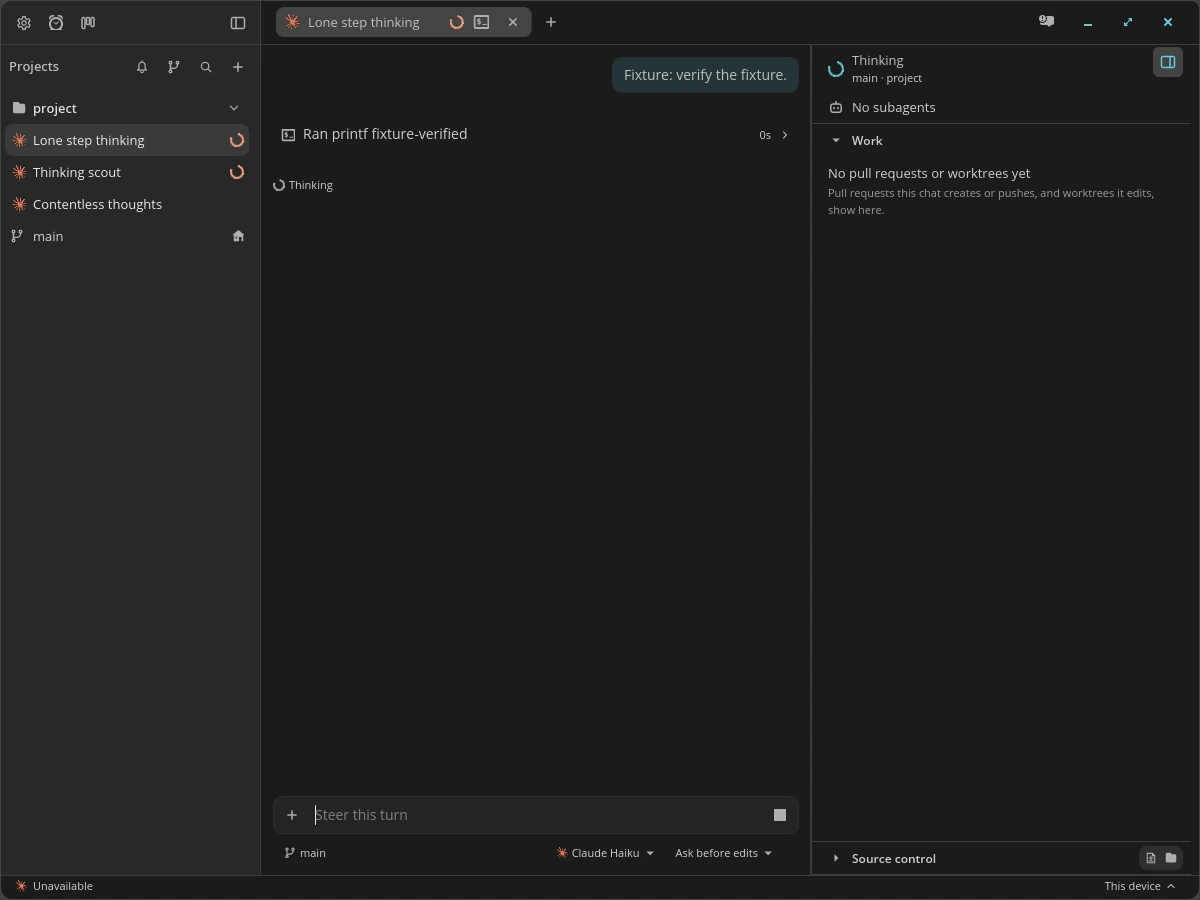 Lone step thinking
Projects
project
Lone step thinking
Thinking scout
Contentless thoughts
main
Fixture: verify the fixture.
Ran printf fixture-verified
0s
Thinking
Steer this turn
main
Claude Haiku
Ask before edits
Thinking
main · project
No subagents
Work
No pull requests or worktrees yet
Pull requests this chat creates or pushes, and worktrees it edits,
show here.
Source control
Unavailable
This device